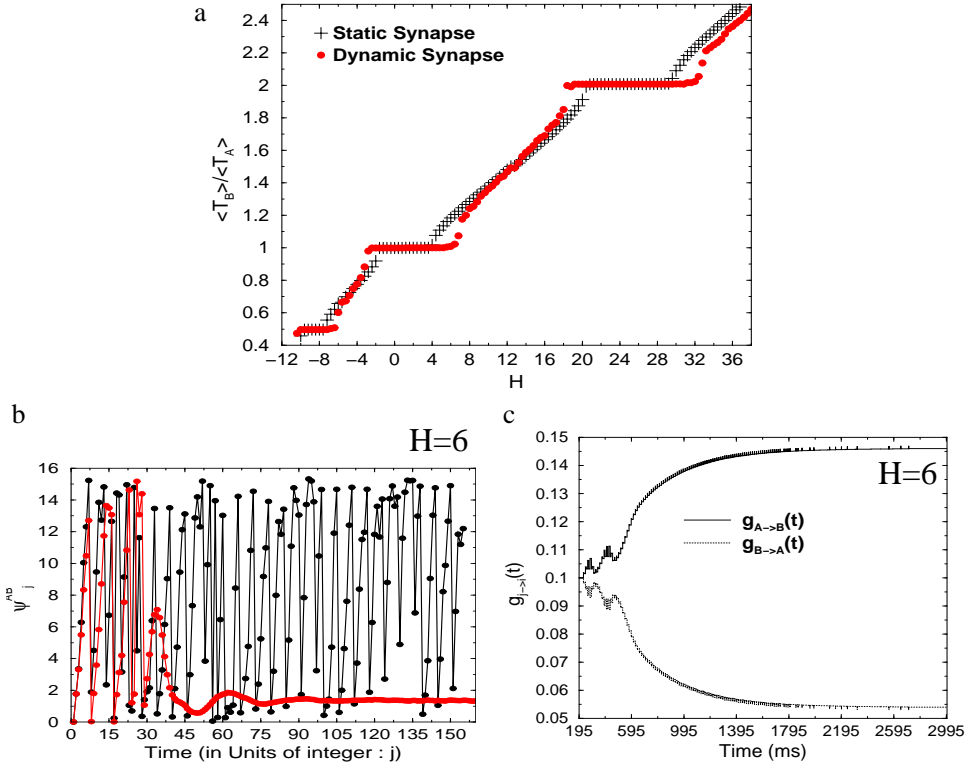 a
Static Synapse
Dynamic Synapse
<T_B>/<T_A>
2.4
2.2
2
1.8
1.6
1.4
1.2
1
0.8
0.6
0.4
−12 −8 −4 0 4 8 12 16 20 24 28 32 36
H
b
H=6
ψ^AB_j
16
14
12
10
8
6
4
2
0
0 15 30 45 60 75 90 105 120 135 150
Time (in Units of integer : j)
c
H=6
g_j−>i(t)
0.15
0.14
0.13
0.12
0.11
0.1
0.09
0.08
0.07
0.06
0.05
g_A−>B(t)
g_B−>A(t)
195 595 995 1395 1795 2195 2595 2995
Time (ms)